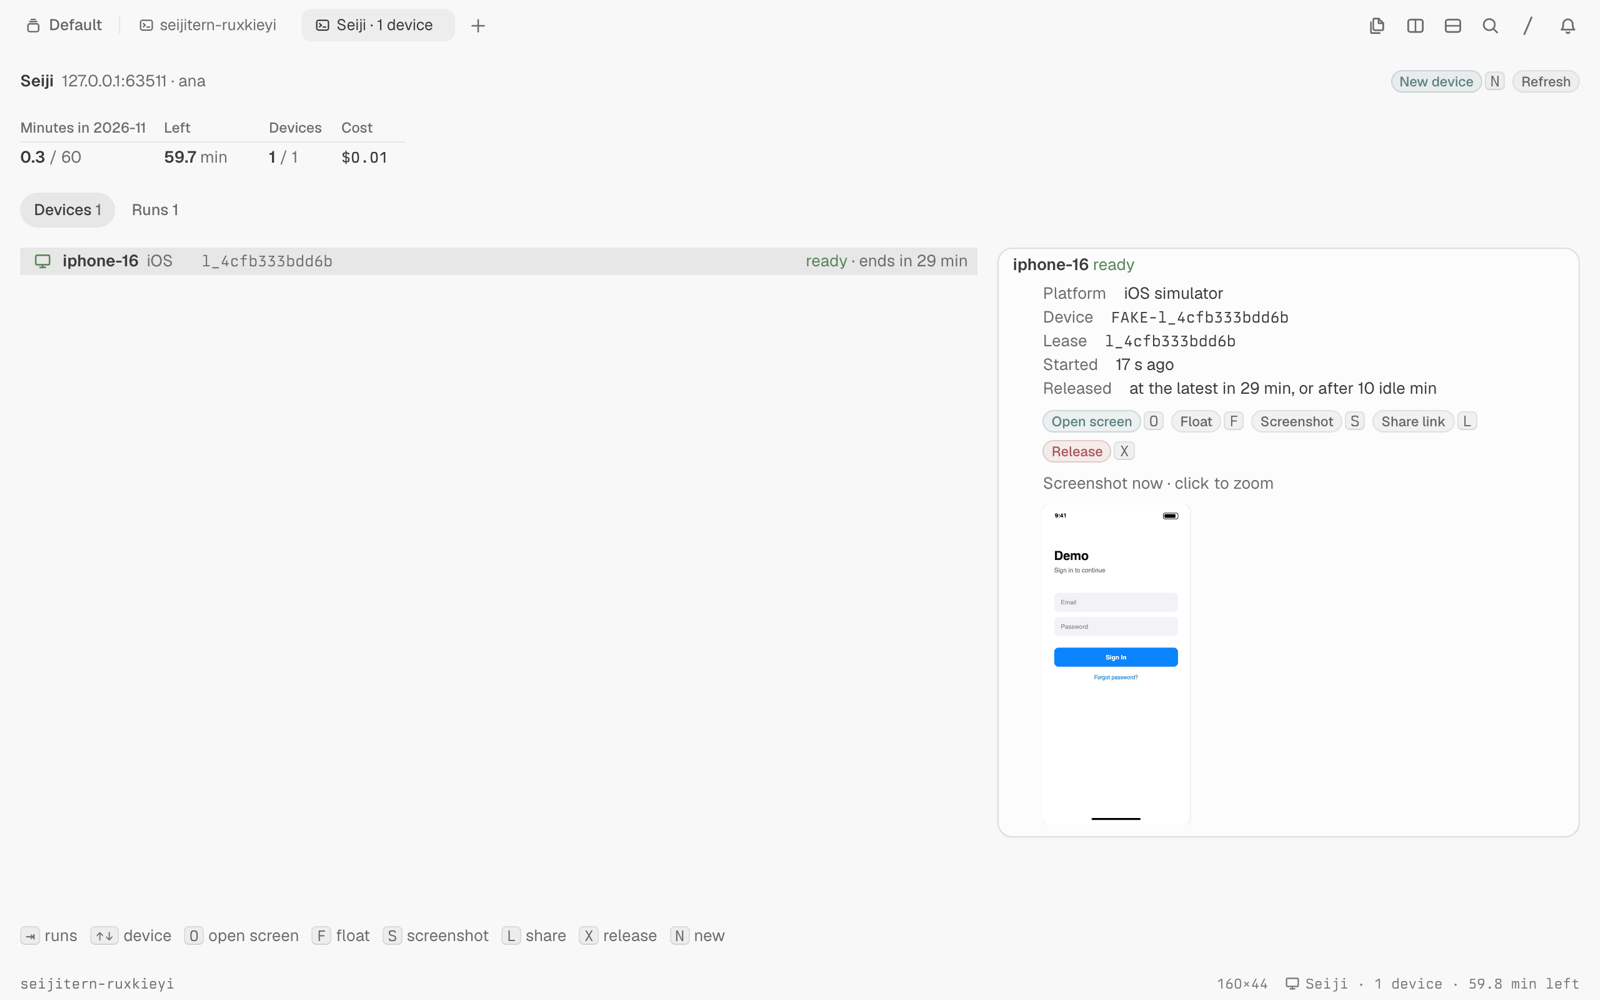 Default seijitern-ruxkieyi Seiji · 1 device
Seiji 127.0.0.1:63511 · ana New device N Refresh
Minutes in 2026-11 Left Devices Cost
0.3 / 60 59.7 min 1 / 1 $0.01
Devices 1 Runs 1
iphone-16 iOS l_4cfb333bdd6b ready · ends in 29 min
iphone-16 ready
Platform iOS simulator
Device FAKE-l_4cfb333bdd6b
Lease l_4cfb333bdd6b
Started 17 s ago
Released at the latest in 29 min, or after 10 idle min
Open screen O Float F Screenshot S Share link L
Release X
Screenshot now · click to zoom
9:41
Demo
Sign in to continue
Email
Password
Sign In
Forgot password?
⇥ runs ↑↓ device O open screen F float S screenshot L share X release N new
seijitern-ruxkieyi 160×44 Seiji · 1 device · 59.8 min left